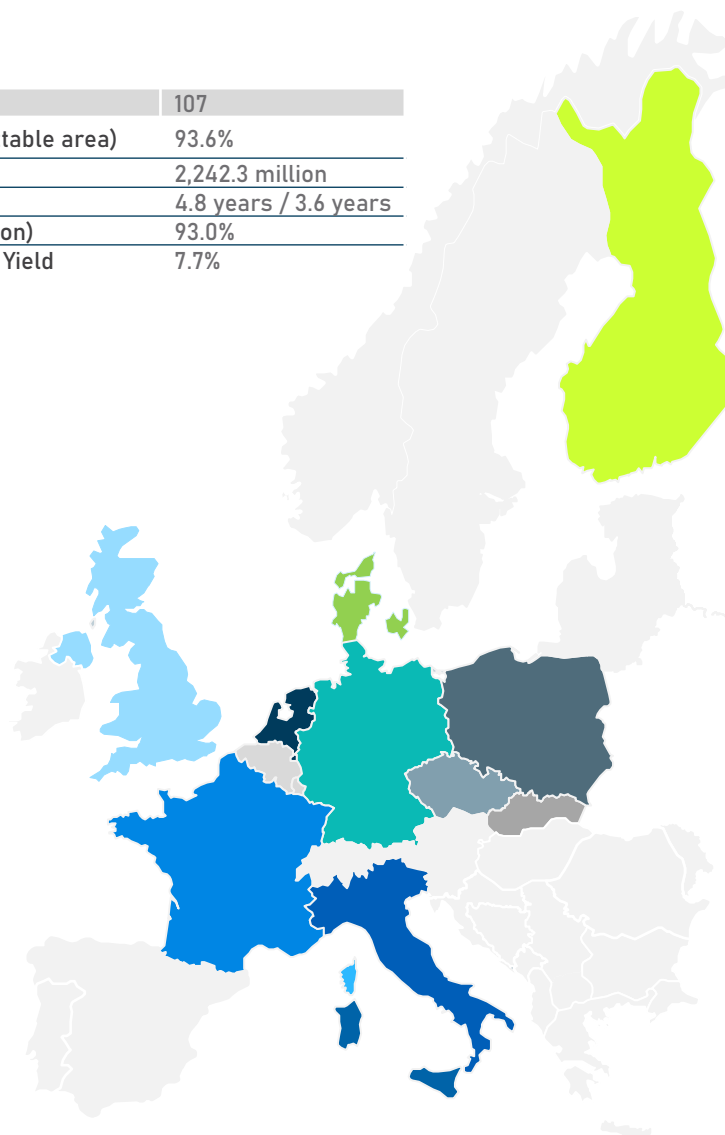 107
table area) 93.6%
2,242.3 million
4.8 years / 3.6 years
on) 93.0%
Yield 7.7%